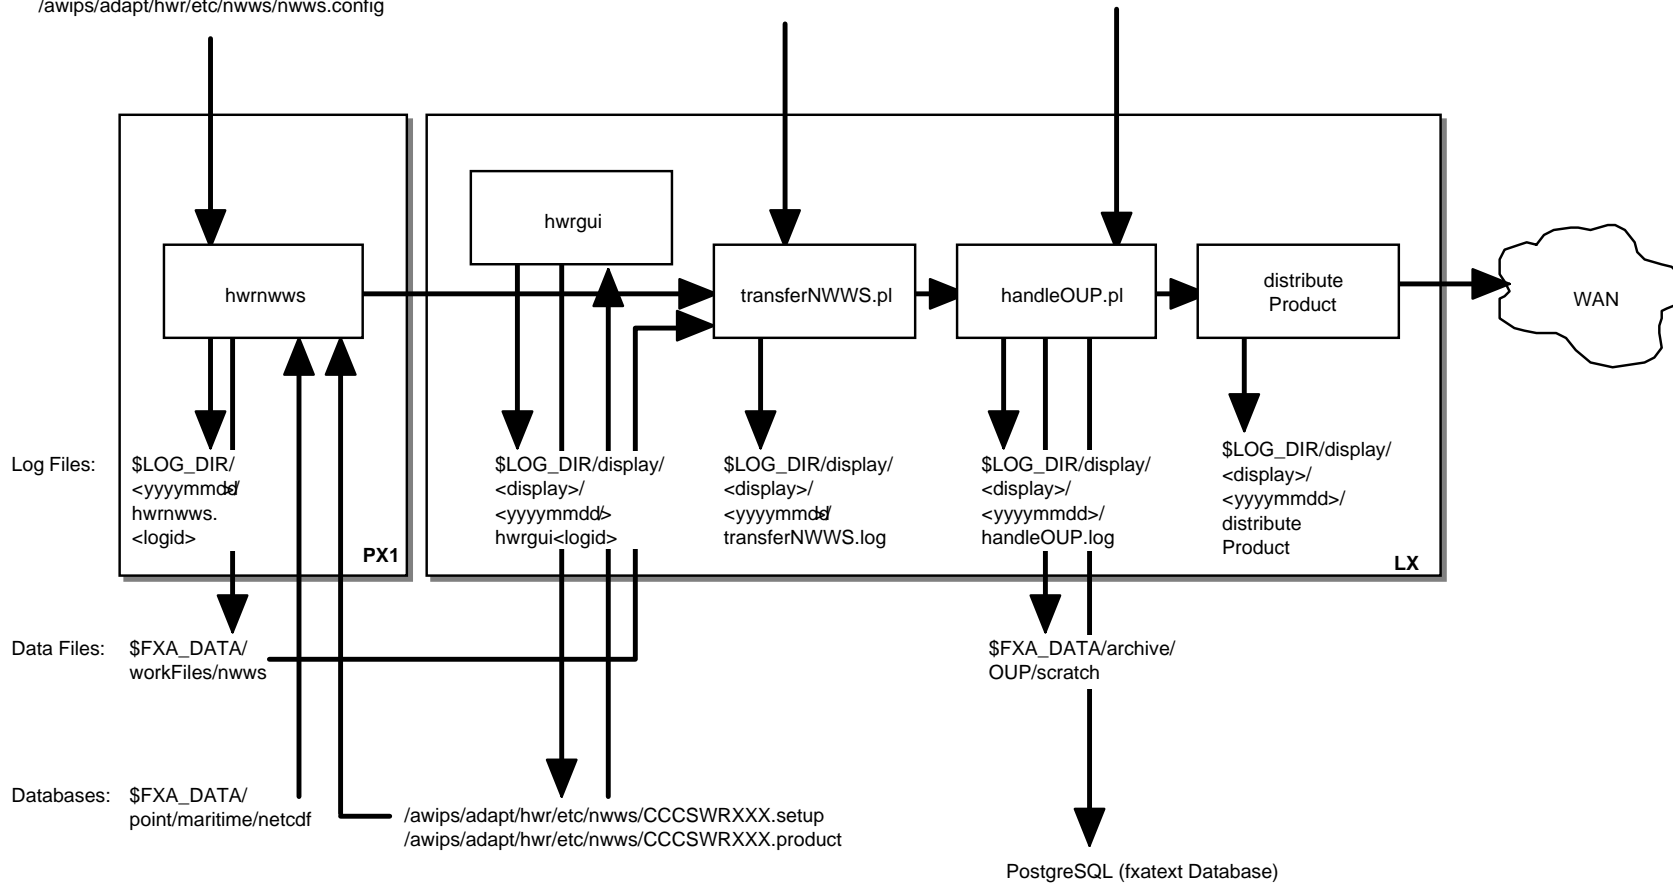 /awips/adapt/hwr/etc/nwws/nwws.config
hwrgui
hwrnwws
transferNWWS.pl
handleOUP.pl
distribute
Product
WAN
Log Files:
$LOG_DIR/
<yyyymmdd>/
hwrnwws.
<logid>
PX1
$LOG_DIR/display/
<display>/
<yyyymmdd/>
hwrgui<logid>
$LOG_DIR/display/
<display>/
<yyyymmdd>/
transferNWWS.log
$LOG_DIR/display/
<display>/
<yyyymmdd>/
handleOUP.log
$LOG_DIR/display/
<display>/
<yyyymmdd>/
distribute
Product
LX
Data Files:
$FXA_DATA/
workFiles/nwws
$FXA_DATA/archive/
OUP/scratch
Databases:
$FXA_DATA/
point/maritime/netcdf
/awips/adapt/hwr/etc/nwws/CCCSWRXXX.setup
/awips/adapt/hwr/etc/nwws/CCCSWRXXX.product
PostgreSQL (fxatext Database)